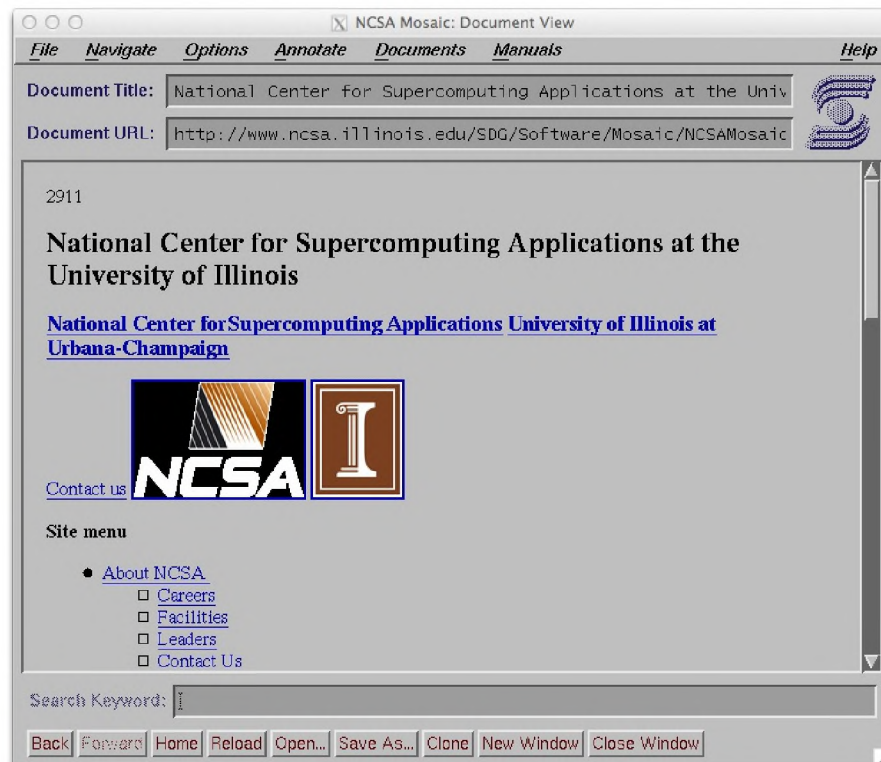 X NCSA Mosaic: Document View
File Navigate Options Annotate Documents Manuals Help
Document Title: National Center for Supercomputing Applications at the Univ
Document URL: http://www.ncsa.illinois.edu/SDG/Software/Mosaic/NCSAMosaic
2911
National Center for Supercomputing Applications at the
University of Illinois
National Center for Supercomputing Applications University of Illinois at
Urbana-Champaign
Contact us NCSA I
Site menu
About NCSA
Careers
Facilities
Leaders
Contact Us
Search Keyword:
Back Forward Home Reload Open... Save As... Clone New Window Close Window